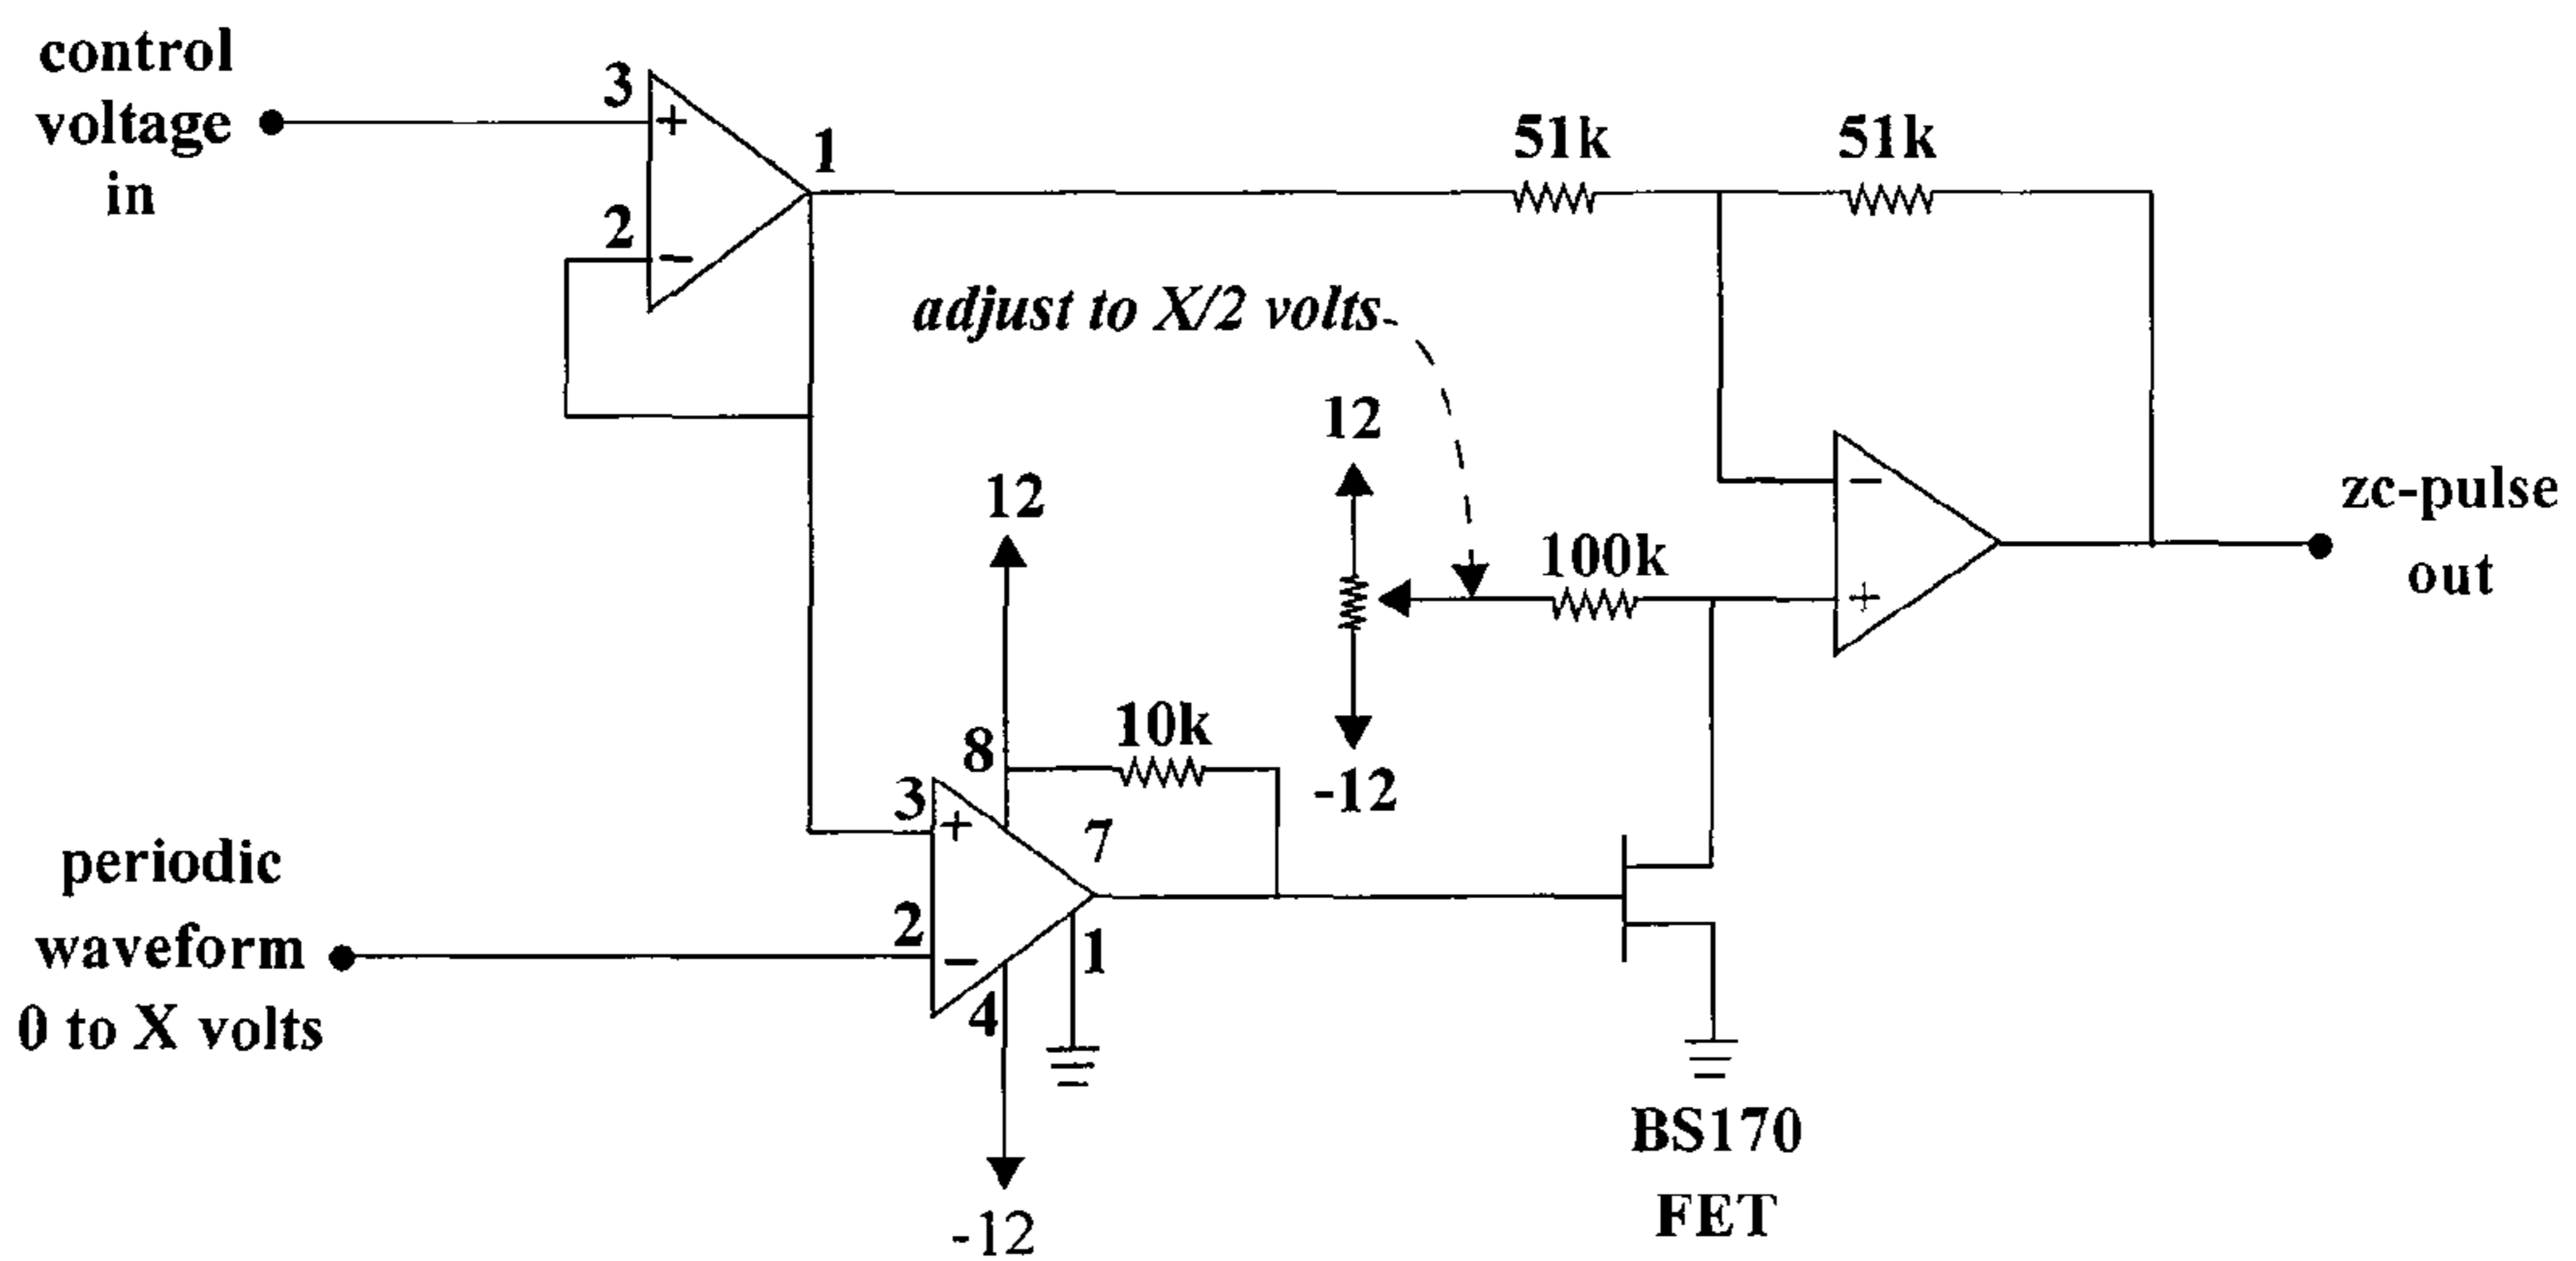 control
voltage
in
3
+
1
2
−
51k
51k
adjust to X/2 volts
12
12
100k
−
+
zc-pulse
out
10k
8
-12
3
+
7
periodic
waveform
0 to X volts
2
−
1
4
-12
BS170
FET